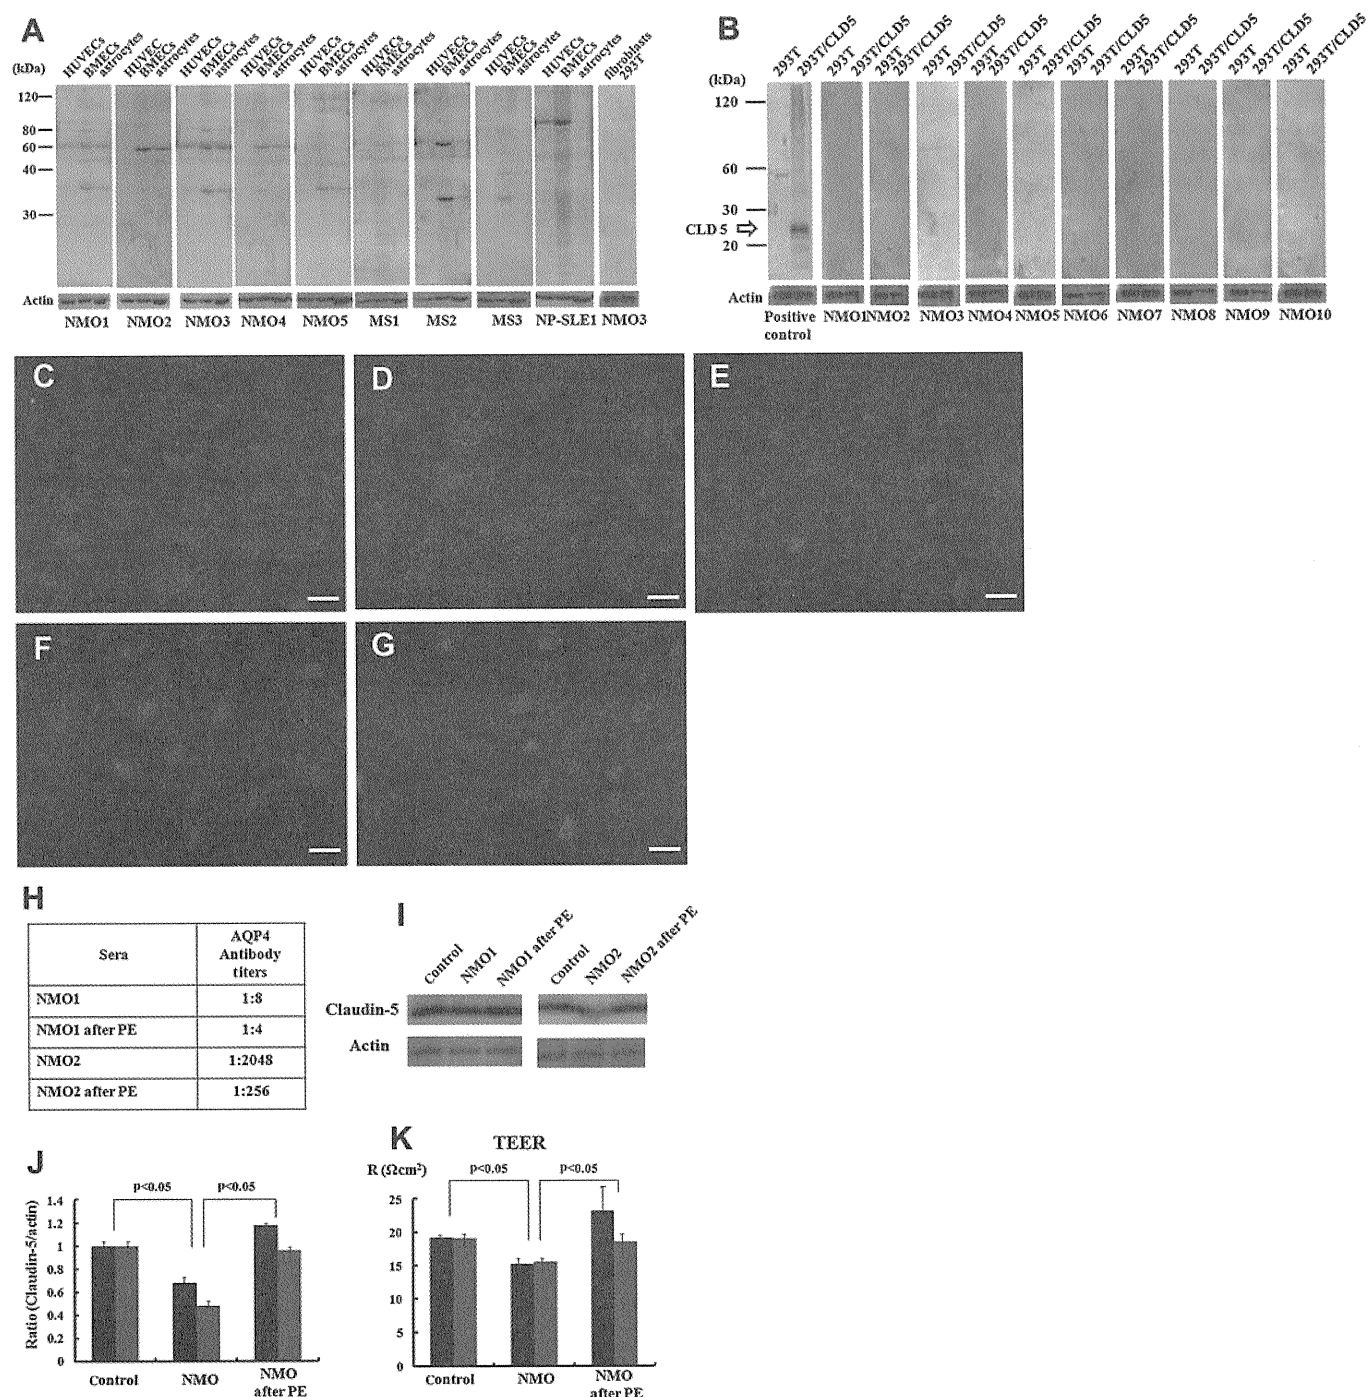 A
HUVECs BMECs astrocytes HUVEC BMECs astrocytes HUVECs BMECs astrocytes HUVECs BMECs astrocytes HUVECs BMECs astrocytes HUVECs BMECs astrocytes HUVECs BMECs astrocytes HUVECs BMECs astrocytes HUVECs BMECs astrocytes fibroblasts 293T
(kDa)
120
80
60
40
30
Actin
NMO1 NMO2 NMO3 NMO4 NMO5 MS1 MS2 MS3 NP-SLE1 NMO3
B
293T 293T/CLD5 293T 293T/CLD5 293T 293T/CLD5 293T 293T/CLD5 293T 293T/CLD5 293T 293T/CLD5 293T 293T/CLD5 293T 293T/CLD5 293T 293T/CLD5 293T 293T/CLD5 293T 293T/CLD5
(kDa)
120
60
30
CLD 5
20
Actin
Positive control NMO1 NMO2 NMO3 NMO4 NMO5 NMO6 NMO7 NMO8 NMO9 NMO10
C
D
E
F
G
H
Sera AQP4 Antibody titers
NMO1 1:8
NMO1 after PE 1:4
NMO2 1:2048
NMO2 after PE 1:256
I
Control NMO1 NMO1 after PE Control NMO2 NMO2 after PE
Claudin-5
Actin
J
p<0.05 p<0.05
Ratio (Claudin-5/actin)
1.4
1.2
1
0.8
0.6
0.4
0.2
0
Control NMO NMO after PE
K
TEER
R (Ωcm²)
p<0.05 p<0.05
25
20
15
10
5
0
Control NMO NMO after PE